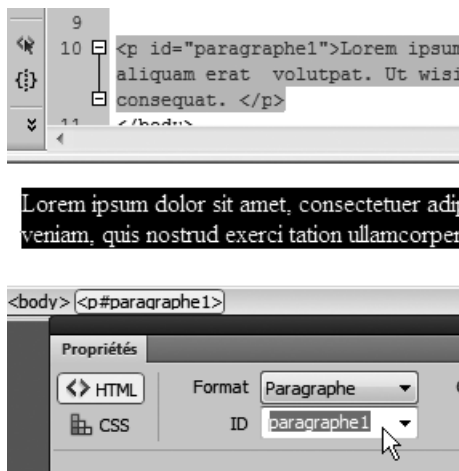 9
10 <p id="paragraphe1">Lorem ipsum
aliquam erat  volutpat. Ut wisi
consequat. </p>
11 </body>
Lorem ipsum dolor sit amet, consectetuer adip
veniam, quis nostrud exerci tation ullamcorper
<body> <p#paragraphe1>
Propriétés
<> HTML Format Paragraphe
CSS ID paragraphe1